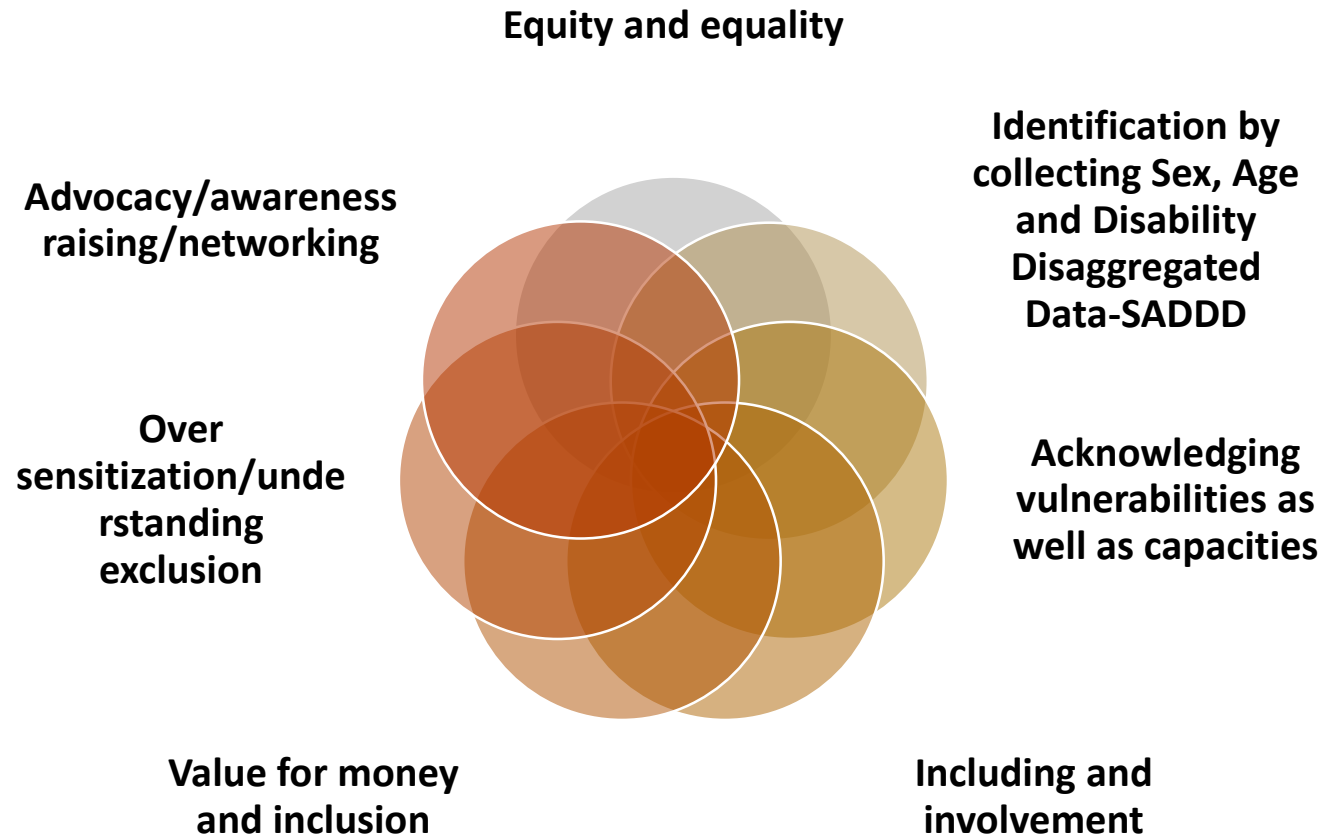 Equity and equality
Identification by
collecting Sex, Age
and Disability
Disaggregated
Data-SADDD
Acknowledging
vulnerabilities as
well as capacities
Including and
involvement
Value for money
and inclusion
Over
sensitization/unde
rstanding
exclusion
Advocacy/awareness
raising/networking